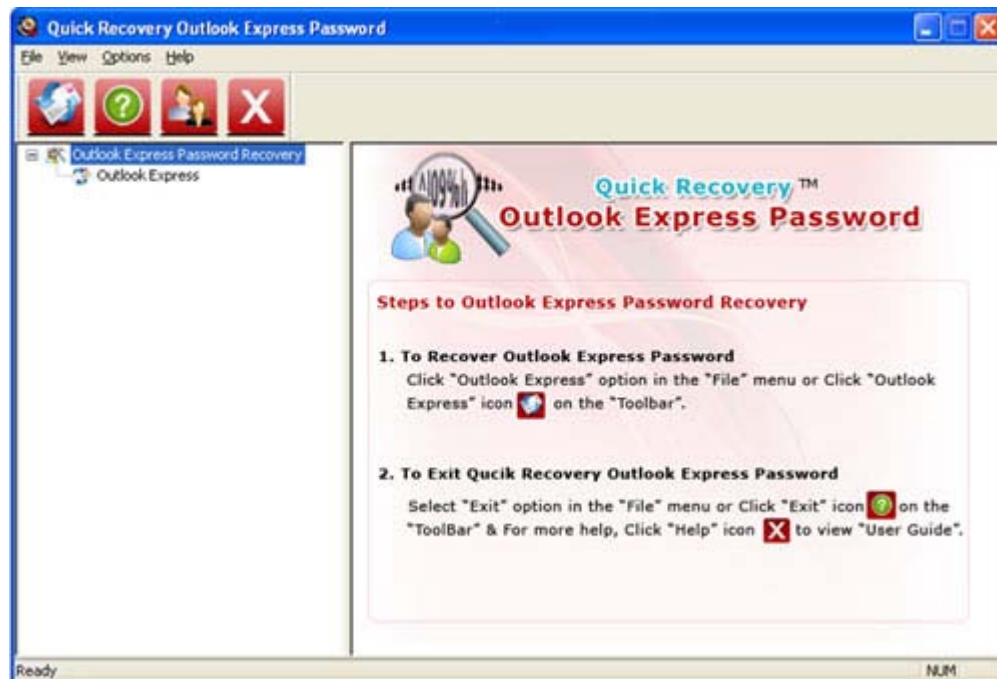 Quick Recovery Outlook Express Password
File View Options Help
Outlook Express Password Recovery
Outlook Express
Quick Recovery ™
Outlook Express Password
Steps to Outlook Express Password Recovery
1. To Recover Outlook Express Password
Click "Outlook Express" option in the "File" menu or Click "Outlook
Express" icon on the "Toolbar".
2. To Exit Qucik Recovery Outlook Express Password
Select "Exit" option in the "File" menu or Click "Exit" icon on the
"ToolBar" & For more help, Click "Help" icon to view "User Guide".
Ready NUM